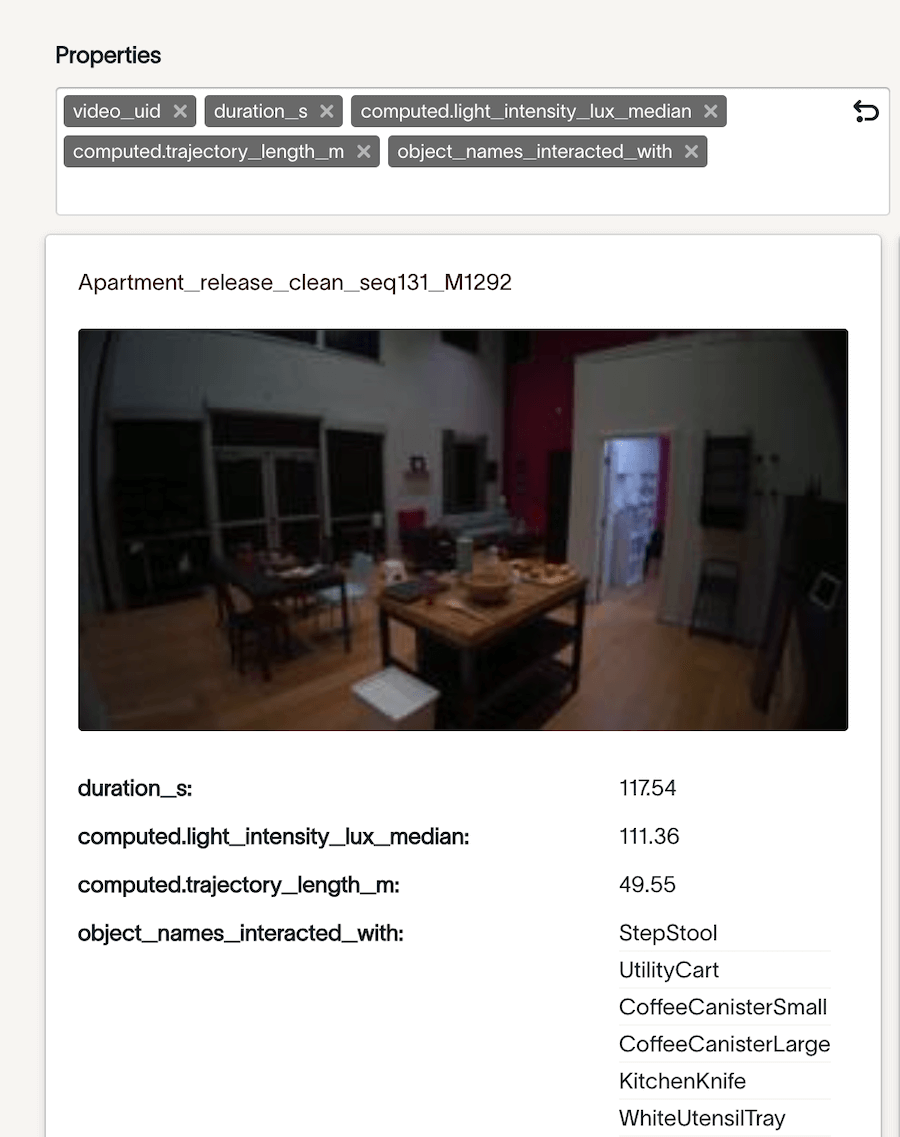 Properties
video_uid ✕ duration_s ✕ computed.light_intensity_lux_median ✕
computed.trajectory_length_m ✕ object_names_interacted_with ✕
Apartment_release_clean_seq131_M1292
duration_s: 117.54
computed.light_intensity_lux_median: 111.36
computed.trajectory_length_m: 49.55
object_names_interacted_with: StepStool
UtilityCart
CoffeeCanisterSmall
CoffeeCanisterLarge
KitchenKnife
WhiteUtensilTray